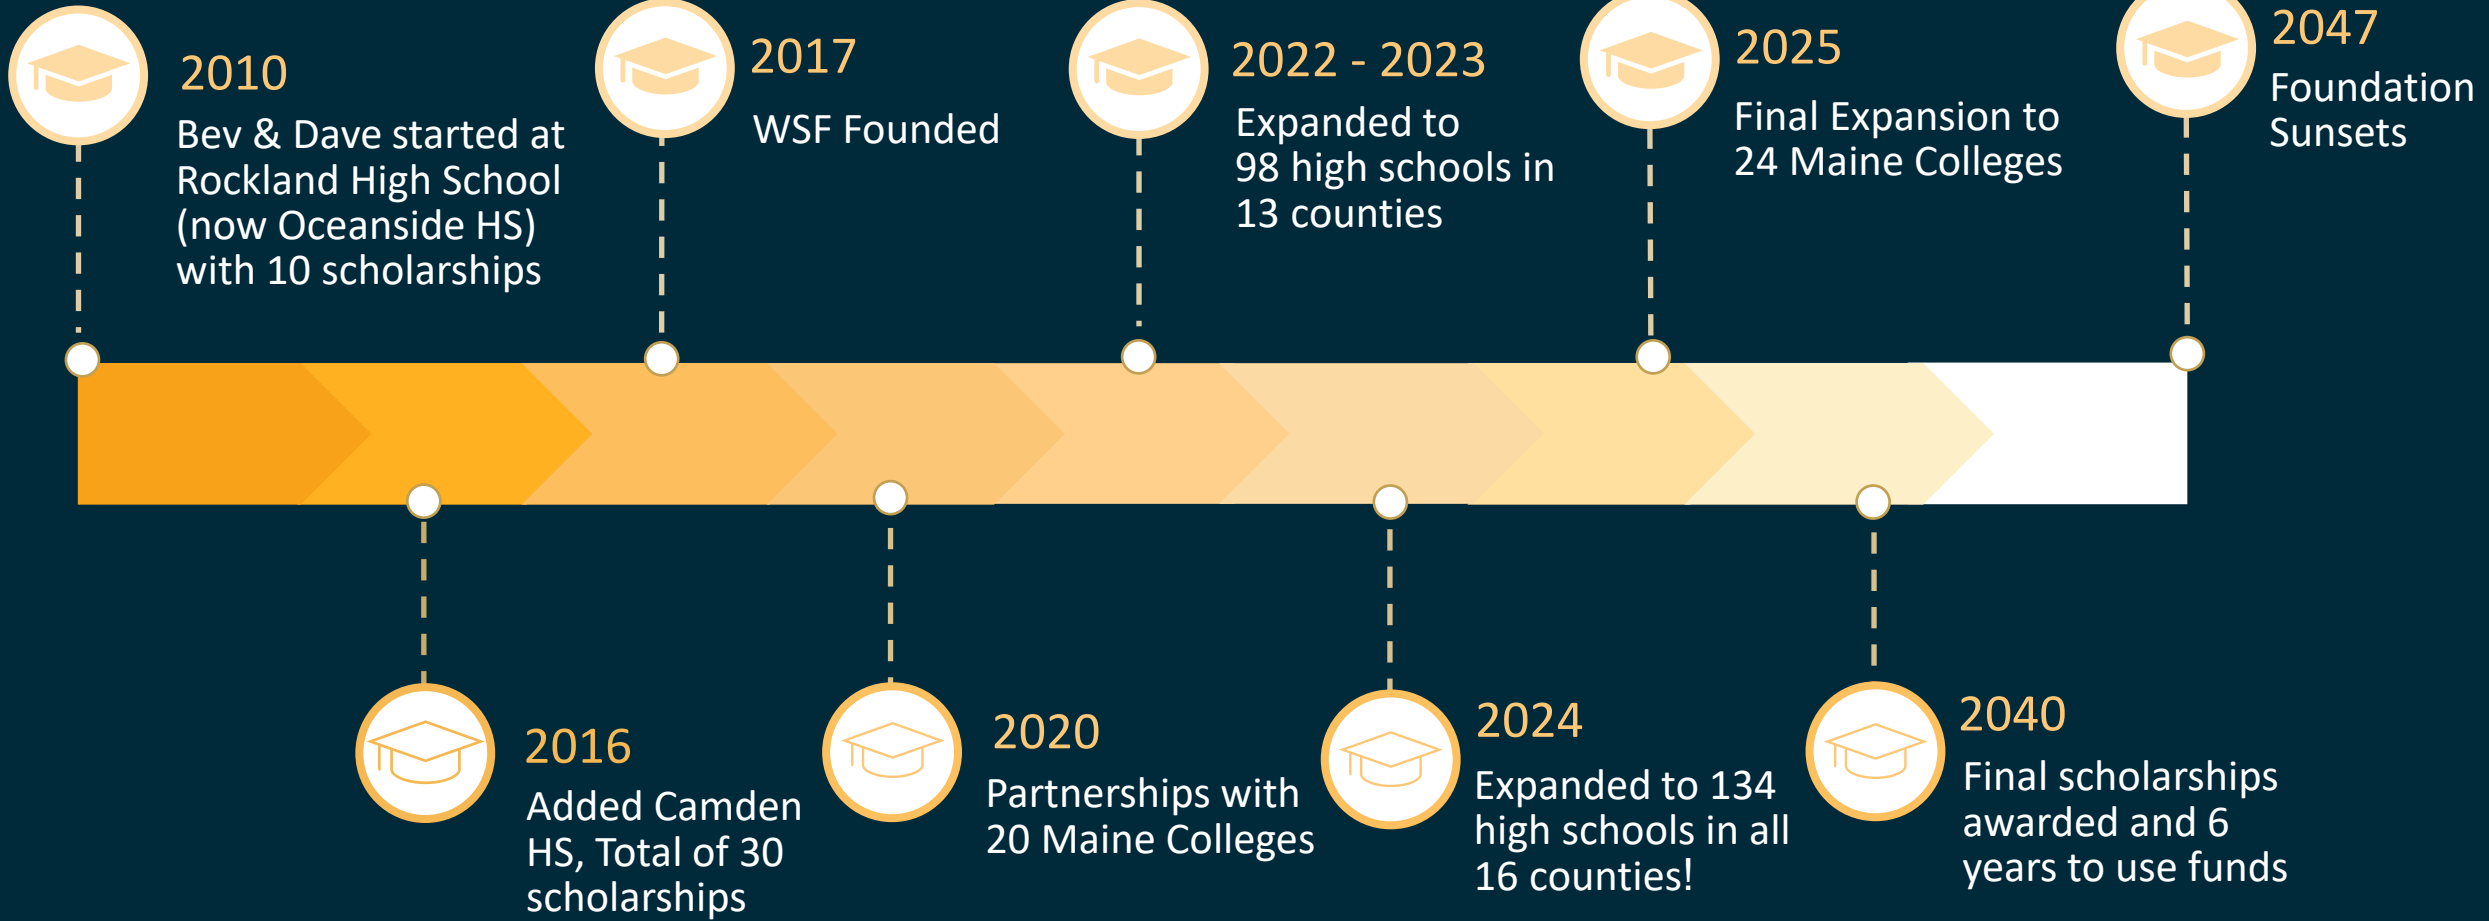 2010
Bev & Dave started at
Rockland High School
(now Oceanside HS)
with 10 scholarships
2016
Added Camden
HS, Total of 30
scholarships
2017
WSF Founded
2020
Partnerships with
20 Maine Colleges
2022 - 2023
Expanded to
98 high schools in
13 counties
2024
Expanded to 134
high schools in all
16 counties!
2025
Final Expansion to
24 Maine Colleges
2040
Final scholarships
awarded and 6
years to use funds
2047
Foundation
Sunsets